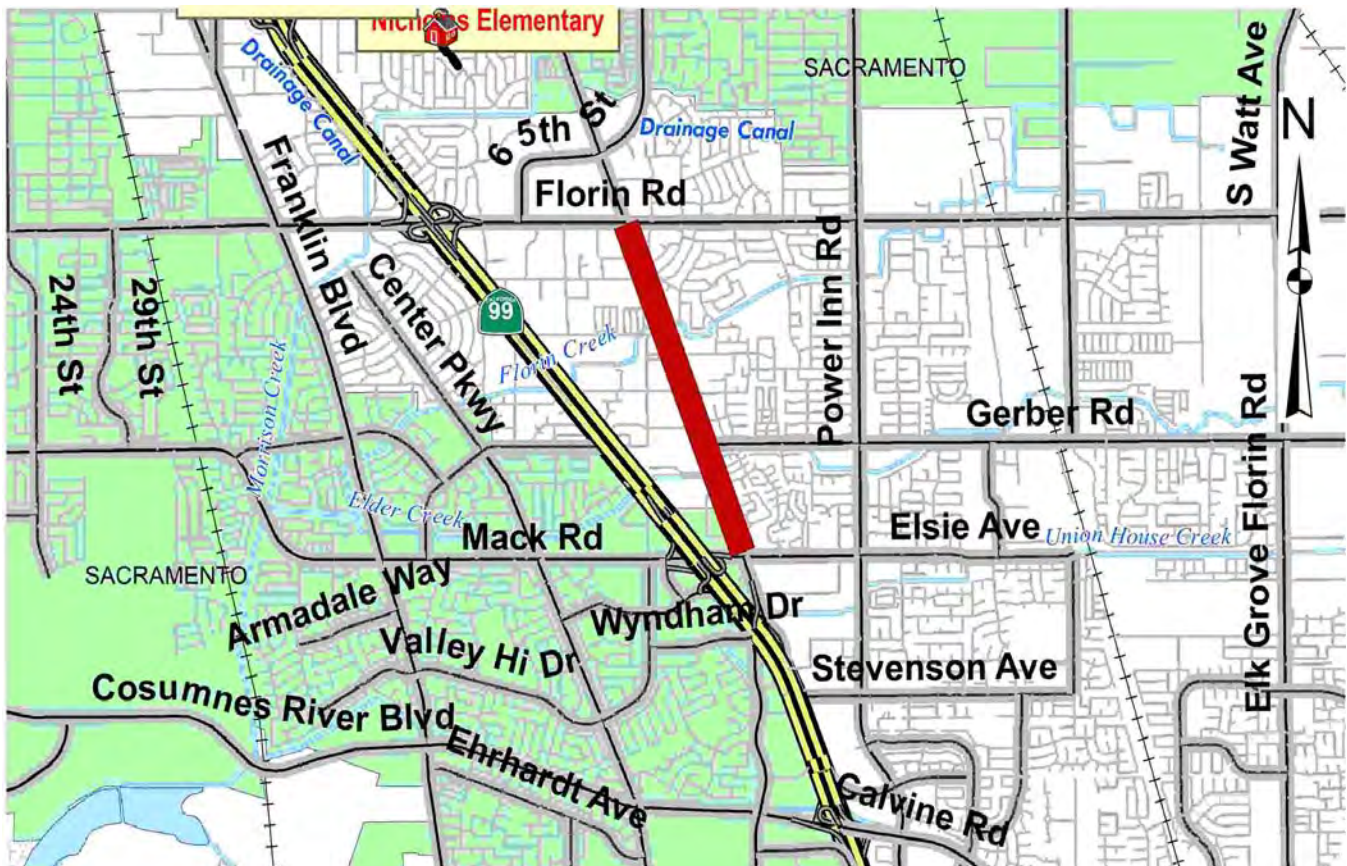 Nicholas Elementary
SACRAMENTO
S Watt Ave
N
Drainage Canal
6 5th St
Drainage Canal
Franklin Blvd
Florin Rd
24th St
29th St
Center Pkwy
CALIFORNIA
99
Power Inn Rd
Florin Creek
Morrison Creek
Gerber Rd
Elk Grove Florin Rd
Elder Creek
Mack Rd
Elsie Ave
Union House Creek
SACRAMENTO
Armadale Way
Wyndham Dr
Valley Hi Dr
Stevenson Ave
Cosumnes River Blvd
Ehrhardt Ave
Calvine Rd